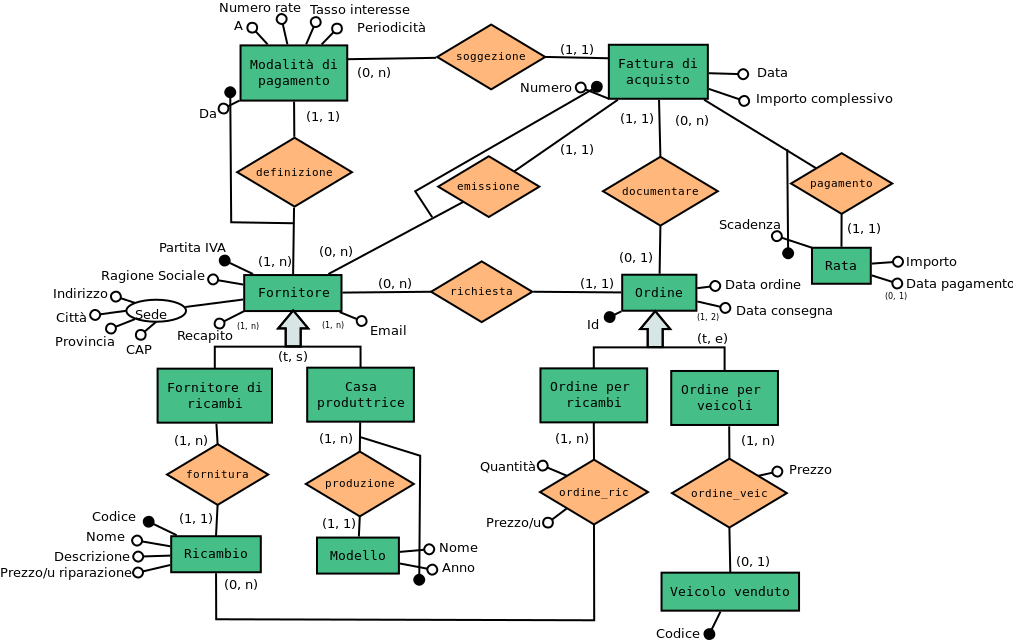 Numero rate
Tasso interesse
A
Periodicità
Modalità di
pagamento
(0, n)
soggezione
(1, 1)
Fattura di
acquisto
Data
Numero
Importo complessivo
Da
(1, 1)
(1, 1)
(0, n)
(1, 1)
definizione
emissione
documentare
pagamento
Scadenza
(1, 1)
Partita IVA
(1, n)
(0, n)
(0, 1)
Rata
Importo
Data pagamento
(0, 1)
Ragione Sociale
Fornitore
(0, n)
richiesta
(1, 1)
Ordine
Data ordine
Indirizzo
Sede
Città
Provincia
CAP
Recapito
(1, n)
(1, n)
Email
Id
(1, 2)
Data consegna
(t, s)
(t, e)
Fornitore di
ricambi
Casa
produttrice
Ordine per
ricambi
Ordine per
veicoli
(1, n)
(1, n)
(1, n)
(1, n)
fornitura
produzione
Quantità
ordine_ric
Prezzo/u
ordine_veic
Prezzo
Codice
(1, 1)
(1, 1)
Nome
Descrizione
Prezzo/u riparazione
Ricambio
Modello
Nome
Anno
(0, n)
(0, 1)
Veicolo venduto
Codice